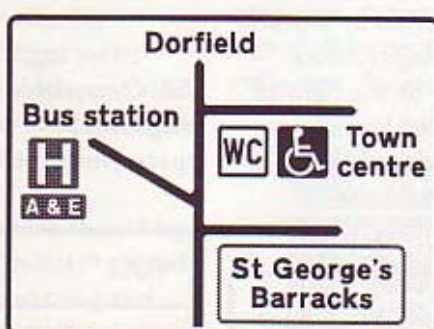 Dorfield
Bus station
H
A & E
WC
Town
centre
St George's
Barracks